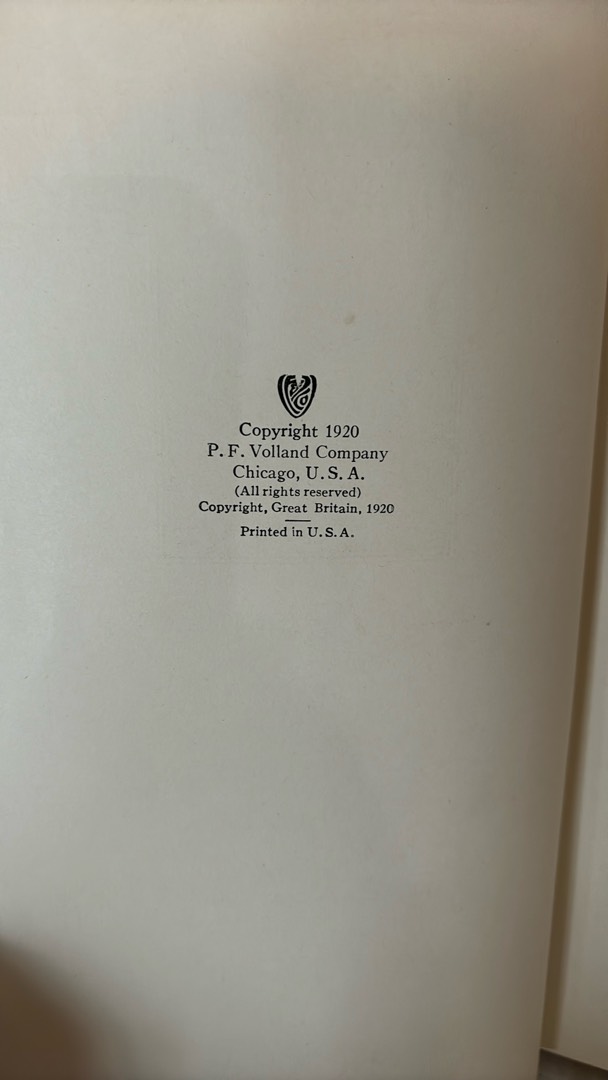 Copyright 1920
P. F. Volland Company
Chicago, U. S. A.
(All rights reserved)
Copyright, Great Britain, 1920
Printed in U. S. A.